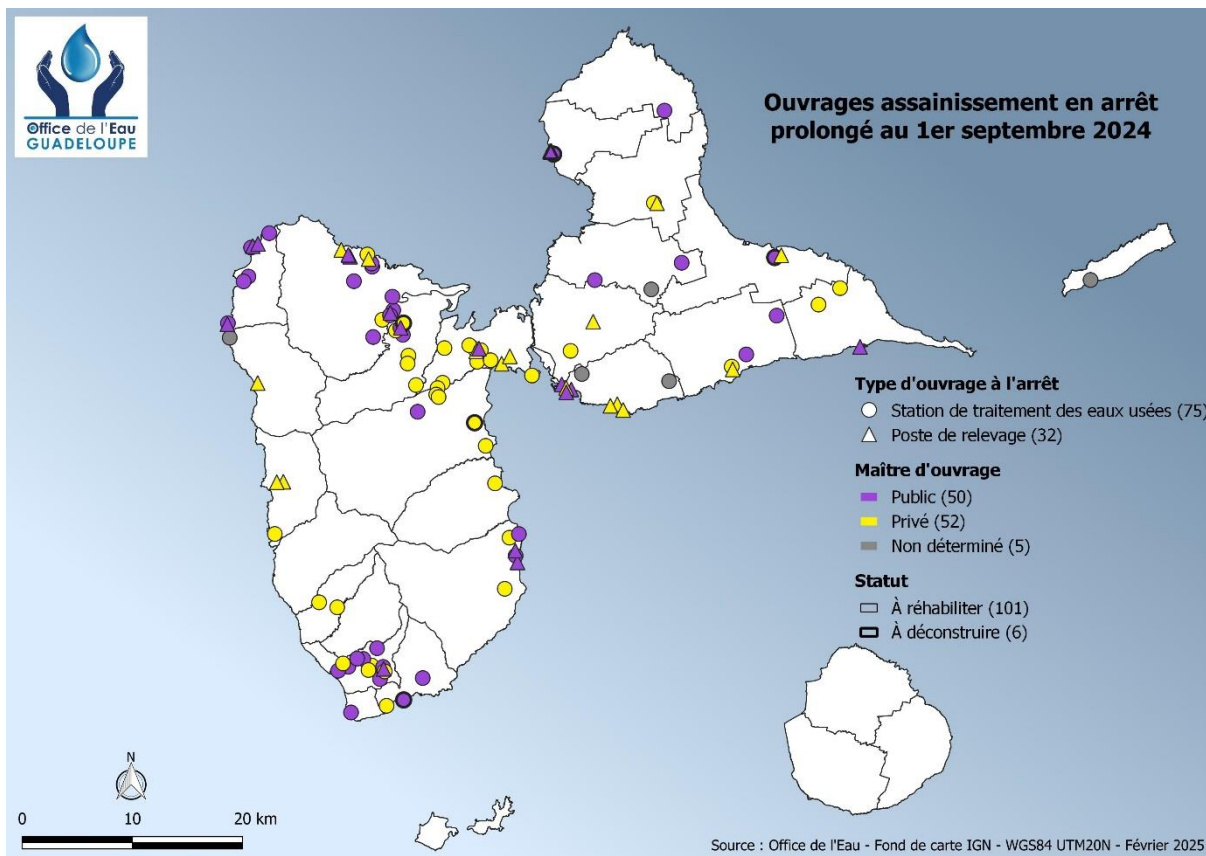 Office de l'Eau
GUADELOUPE
Ouvrages assainissement en arrêt
prolongé au 1er septembre 2024
Type d'ouvrage à l'arrêt
Station de traitement des eaux usées (75)
Poste de relevage (32)
Maître d'ouvrage
Public (50)
Privé (52)
Non déterminé (5)
Statut
À réhabiliter (101)
À déconstruire (6)
N
0 10 20 km
Source : Office de l'Eau - Fond de carte IGN - WGS84 UTM20N - Février 2025